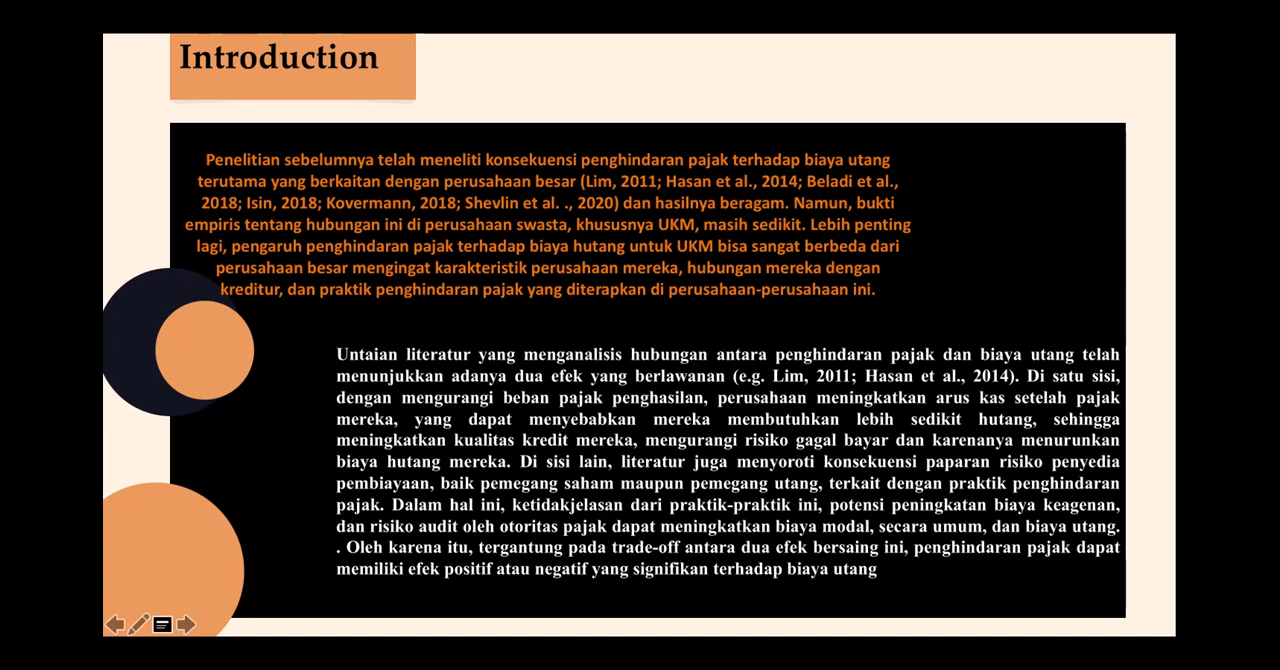 Introduction
Penelitian sebelumnya telah meneliti konsekuensi penghindaran pajak terhadap biaya utang
terutama yang berkaitan dengan perusahaan besar (Lim, 2011; Hasan et al., 2014; Beladi et al.,
2018; Isin, 2018; Kovermann, 2018; Shevlin et al. ., 2020) dan hasilnya beragam. Namun, bukti
empiris tentang hubungan ini di perusahaan swasta, khususnya UKM, masih sedikit. Lebih penting
lagi, pengaruh penghindaran pajak terhadap biaya hutang untuk UKM bisa sangat berbeda dari
perusahaan besar mengingat karakteristik perusahaan mereka, hubungan mereka dengan
kreditur, dan praktik penghindaran pajak yang diterapkan di perusahaan-perusahaan ini.
Untaian literatur yang menganalisis hubungan antara penghindaran pajak dan biaya utang telah
menunjukkan adanya dua efek yang berlawanan (e.g. Lim, 2011; Hasan et al., 2014). Di satu sisi,
dengan mengurangi beban pajak penghasilan, perusahaan meningkatkan arus kas setelah pajak
mereka, yang dapat menyebabkan mereka membutuhkan lebih sedikit hutang, sehingga
meningkatkan kualitas kredit mereka, mengurangi risiko gagal bayar dan karenanya menurunkan
biaya hutang mereka. Di sisi lain, literatur juga menyoroti konsekuensi paparan risiko penyedia
pembiayaan, baik pemegang saham maupun pemegang utang, terkait dengan praktik penghindaran
pajak. Dalam hal ini, ketidakjelasan dari praktik-praktik ini, potensi peningkatan biaya keagenan,
dan risiko audit oleh otoritas pajak dapat meningkatkan biaya modal, secara umum, dan biaya utang.
. Oleh karena itu, tergantung pada trade-off antara dua efek bersaing ini, penghindaran pajak dapat
memiliki efek positif atau negatif yang signifikan terhadap biaya utang